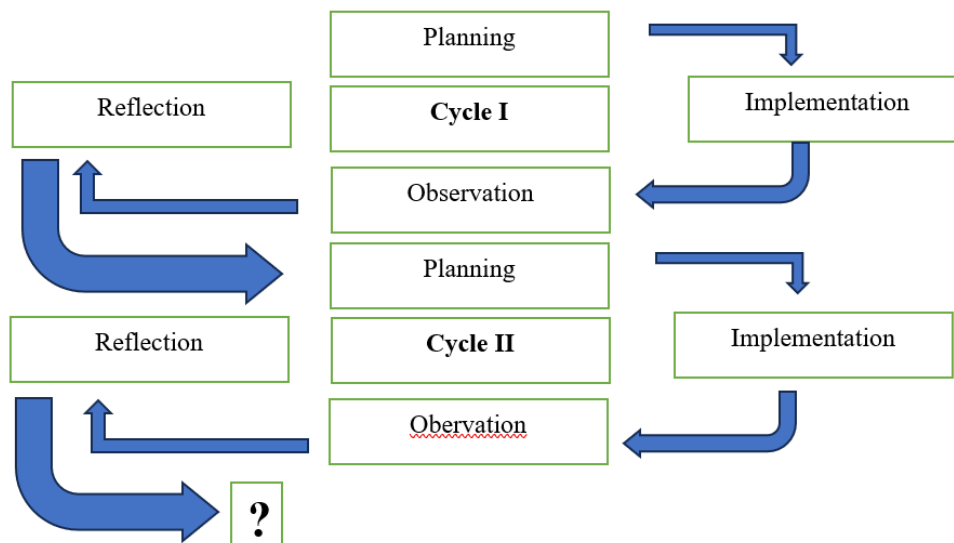 Planning
Reflection
Cycle I
Implementation
Observation
Planning
Reflection
Cycle II
Implementation
Obervation
?